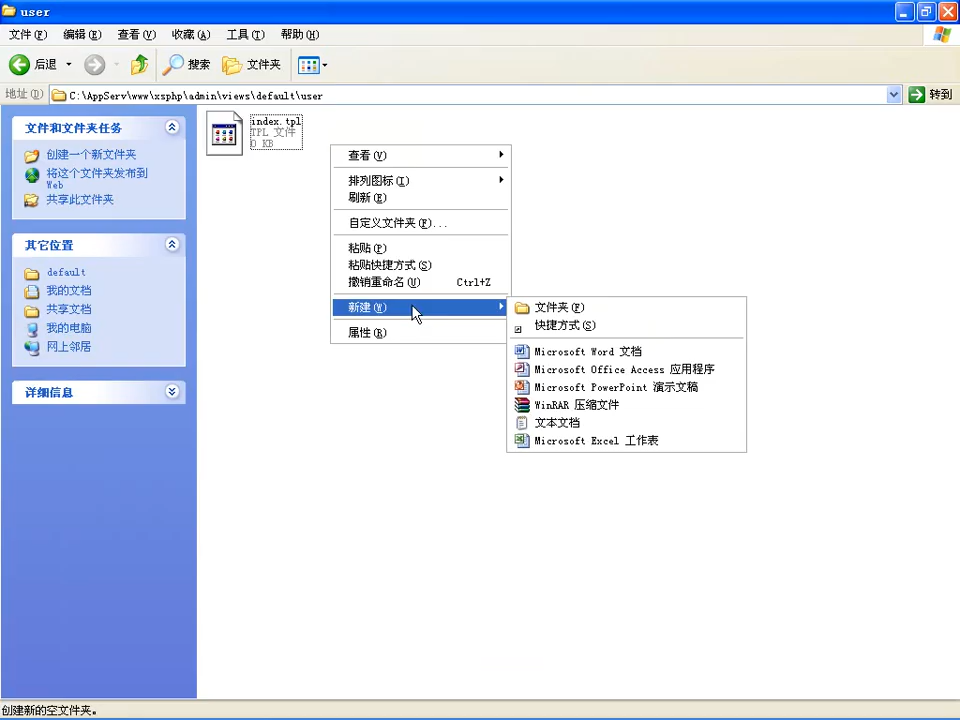 user
文件(F) 编辑(E) 查看(V) 收藏(A) 工具(T) 帮助(H)
后退 搜索 文件夹
地址(D) C:\AppServ\www\xsphp\admin\views\default\user 转到
文件和文件夹任务
创建一个新文件夹
将这个文件夹发布到
Web
共享此文件夹
其它位置
default
我的文档
共享文档
我的电脑
网上邻居
详细信息
index.tpl
TPL 文件
0 KB
查看(V)
排列图标(I)
刷新(E)
自定义文件夹(F)...
粘贴(P)
粘贴快捷方式(S)
撤销重命名(U) Ctrl+Z
新建(W)
属性(R)
文件夹(F)
快捷方式(S)
Microsoft Word 文档
Microsoft Office Access 应用程序
Microsoft PowerPoint 演示文稿
WinRAR 压缩文件
文本文档
Microsoft Excel 工作表
创建新的空文件夹。